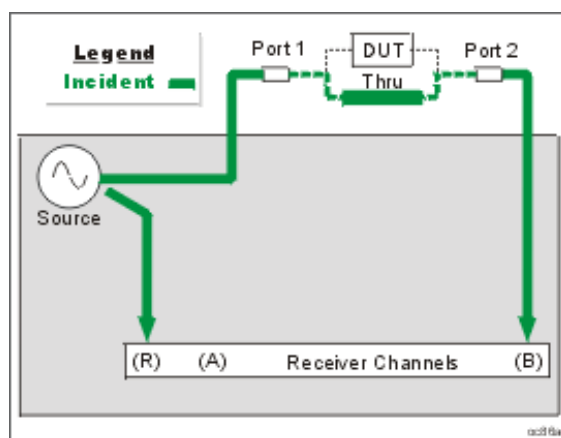 Legend
Incident
Port 1
DUT
Port 2
Thru
Source
(R) (A) Receiver Channels (B)